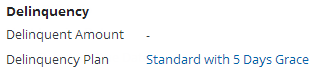 Delinquency
Delinquent Amount -
Delinquency Plan Standard with 5 Days Grace